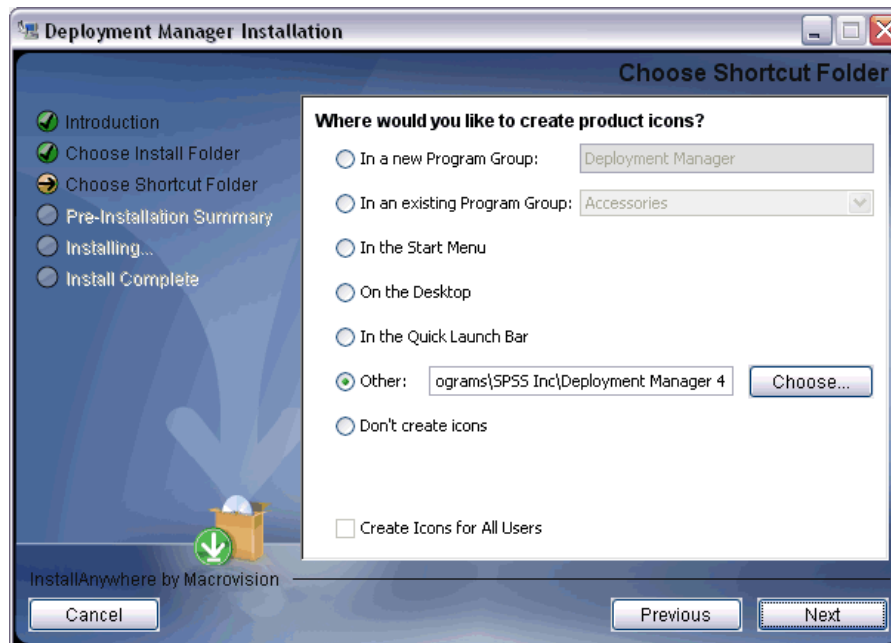 Deployment Manager Installation
Choose Shortcut Folder
Introduction
Choose Install Folder
Choose Shortcut Folder
Pre-Installation Summary
Installing...
Install Complete
Where would you like to create product icons?
In a new Program Group: Deployment Manager
In an existing Program Group: Accessories
In the Start Menu
On the Desktop
In the Quick Launch Bar
Other: ograms\SPSS Inc\Deployment Manager 4 Choose...
Don't create icons
Create Icons for All Users
InstallAnywhere by Macrovision
Cancel Previous Next